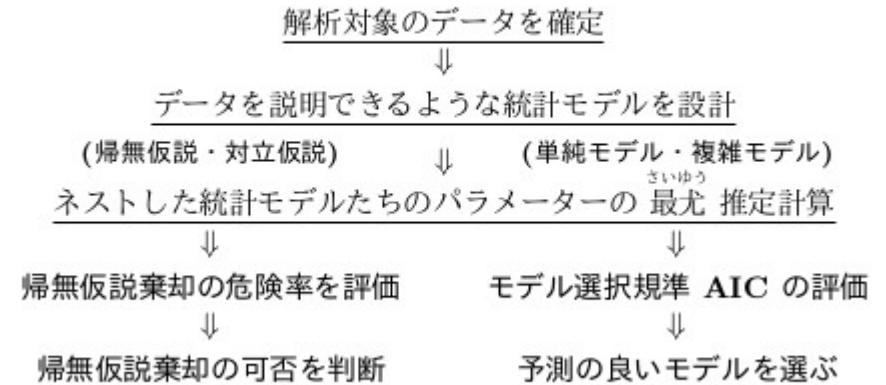 解析対象のデータを確定
⇓
データを説明できるような統計モデルを設計
(帰無仮説・対立仮説) ⇓ (単純モデル・複雑モデル)
さいゆう
ネストした統計モデルたちのパラメーターの 最尤 推定計算
⇓ ⇓
帰無仮説棄却の危険率を評価 モデル選択規準 AIC の評価
⇓ ⇓
帰無仮説棄却の可否を判断 予測の良いモデルを選ぶ